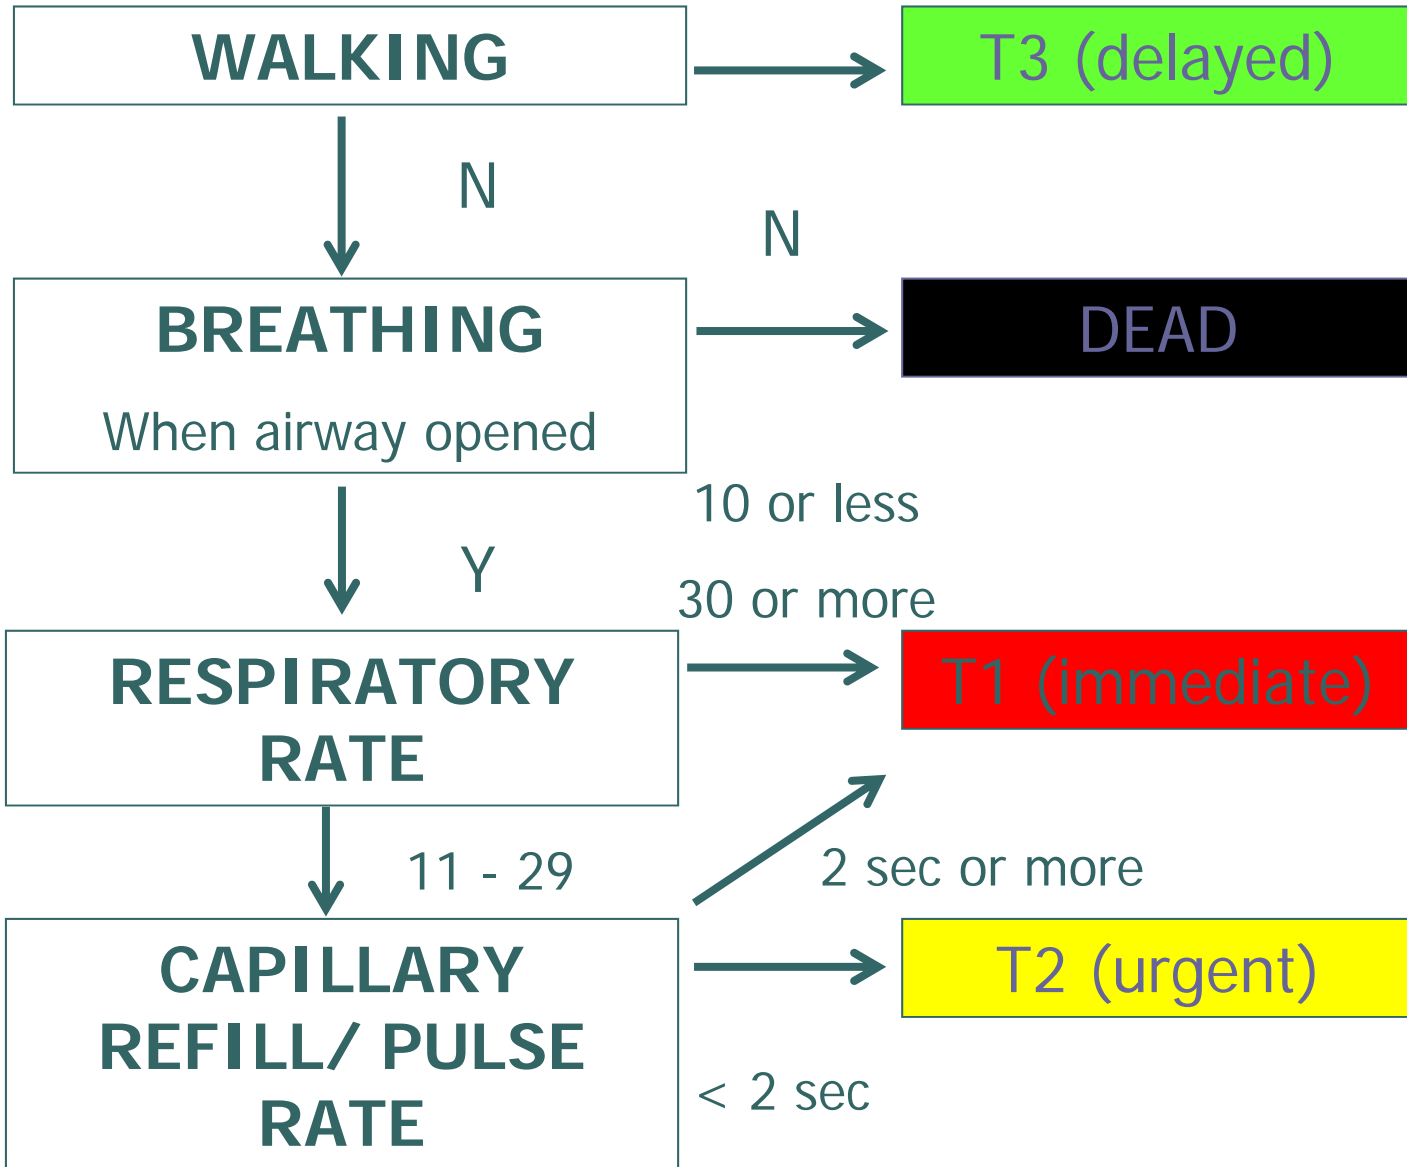 WALKING
T3 (delayed)
N
N
BREATHING
When airway opened
DEAD
10 or less
Y
30 or more
RESPIRATORY
RATE
T1 (immediate)
11 - 29
2 sec or more
CAPILLARY
REFILL/ PULSE
RATE
T2 (urgent)
< 2 sec